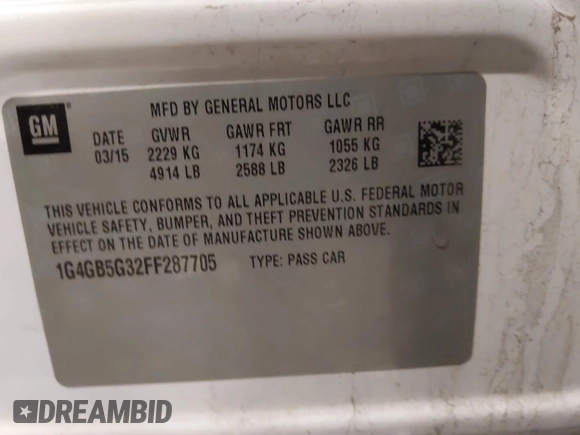 GM
MFD BY GENERAL MOTORS LLC
DATE GVWR GAWR FRT GAWR RR
03/15 2229 KG 1174 KG 1055 KG
4914 LB 2588 LB 2326 LB
THIS VEHICLE CONFORMS TO ALL APPLICABLE U.S. FEDERAL MOTOR
VEHICLE SAFETY, BUMPER, AND THEFT PREVENTION STANDARDS IN
EFFECT ON THE DATE OF MANUFACTURE SHOWN ABOVE.
1G4GB5G32FF287705 TYPE: PASS CAR
DREAMBID